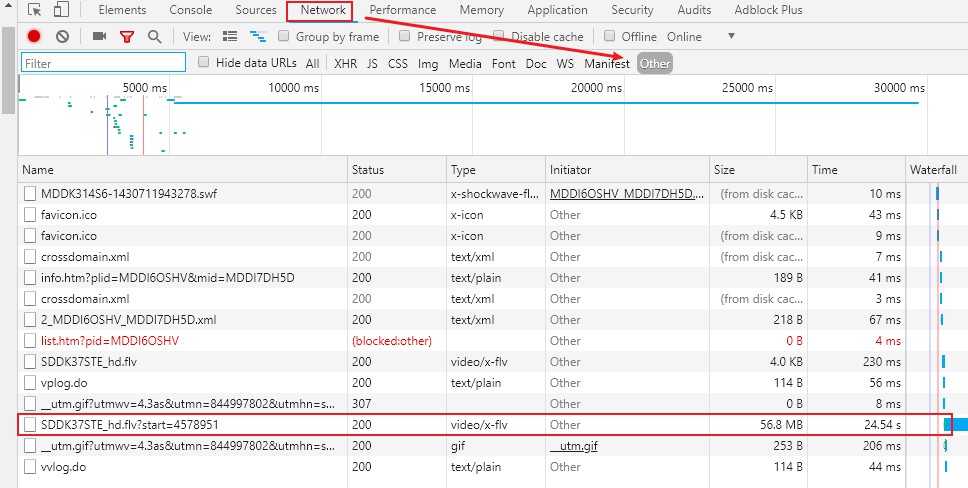 Elements Console Sources Network Performance Memory Application Security Audits Adblock Plus
View: Group by frame Preserve log Disable cache Offline Online
Filter Hide data URLs All XHR JS CSS Img Media Font Doc WS Manifest Other
5000 ms 10000 ms 15000 ms 20000 ms 25000 ms 30000 ms
Name Status Type Initiator Size Time Waterfall
MDDK314S6-1430711943278.swf 200 x-shockwave-fl... MDDI6OSHV_MDDI7DH5D.... (from disk cac... 10 ms
favicon.ico 200 x-icon Other 4.5 KB 43 ms
favicon.ico 200 x-icon Other (from disk cac... 9 ms
crossdomain.xml 200 text/xml Other (from disk cac... 7 ms
info.htm?plid=MDDI6OSHV&mid=MDDI7DH5D 200 text/plain Other 189 B 41 ms
crossdomain.xml 200 text/xml Other (from disk cac... 3 ms
2_MDDI6OSHV_MDDI7DH5D.xml 200 text/xml Other 218 B 67 ms
list.htm?pid=MDDI6OSHV (blocked:other) Other 0 B 4 ms
SDDK37STE_hd.flv 200 video/x-flv Other 4.0 KB 230 ms
vplog.do 200 text/plain Other 114 B 56 ms
__utm.gif?utmwv=4.3as&utmn=844997802&utmhn=s... 307 Other 0 B 8 ms
SDDK37STE_hd.flv?start=4578951 200 video/x-flv Other 56.8 MB 24.54 s
__utm.gif?utmwv=4.3as&utmn=844997802&utmhn=s... 200 gif __utm.gif 253 B 206 ms
vvlog.do 200 text/plain Other 114 B 44 ms